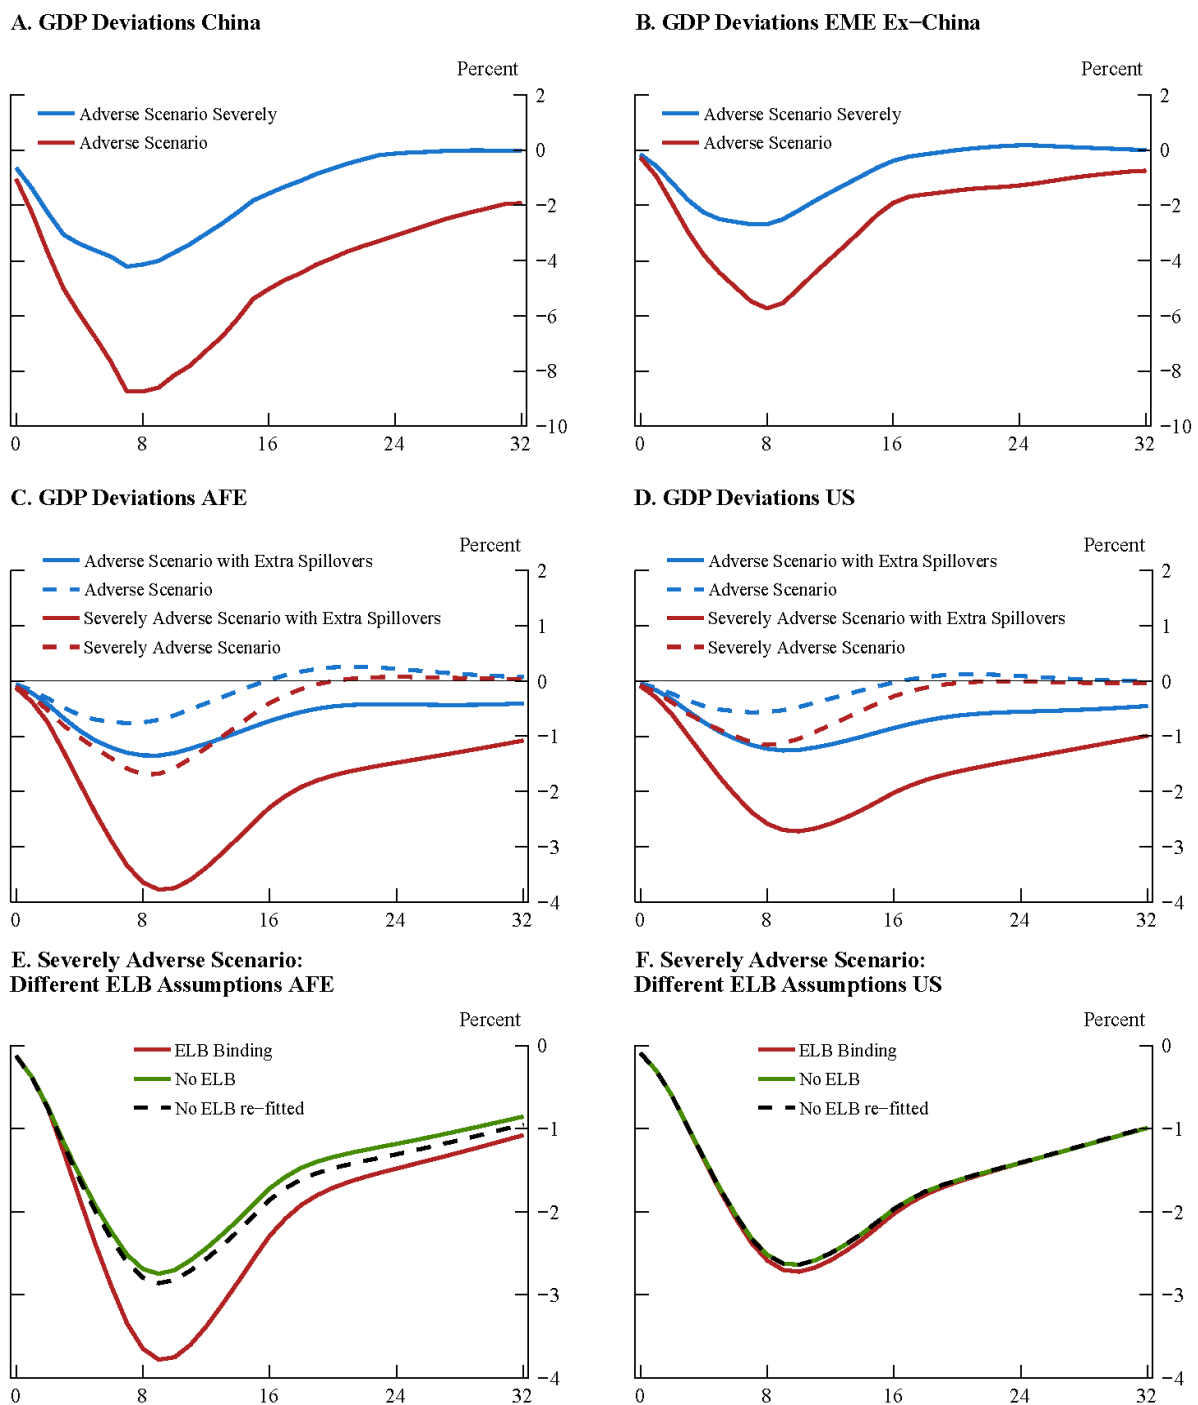 A. GDP Deviations China
Percent
Adverse Scenario Severely
Adverse Scenario
2
0
−2
−4
−6
−8
−10
0 8 16 24 32
B. GDP Deviations EME Ex−China
Percent
Adverse Scenario Severely
Adverse Scenario
2
0
−2
−4
−6
−8
−10
0 8 16 24 32
C. GDP Deviations AFE
Percent
Adverse Scenario with Extra Spillovers
Adverse Scenario
Severely Adverse Scenario with Extra Spillovers
Severely Adverse Scenario
2
1
0
−1
−2
−3
−4
0 8 16 24 32
D. GDP Deviations US
Percent
Adverse Scenario with Extra Spillovers
Adverse Scenario
Severely Adverse Scenario with Extra Spillovers
Severely Adverse Scenario
2
1
0
−1
−2
−3
−4
0 8 16 24 32
E. Severely Adverse Scenario:
Different ELB Assumptions AFE
Percent
ELB Binding
No ELB
No ELB re−fitted
0
−1
−2
−3
−4
0 8 16 24 32
F. Severely Adverse Scenario:
Different ELB Assumptions US
Percent
ELB Binding
No ELB
No ELB re−fitted
0
−1
−2
−3
−4
0 8 16 24 32